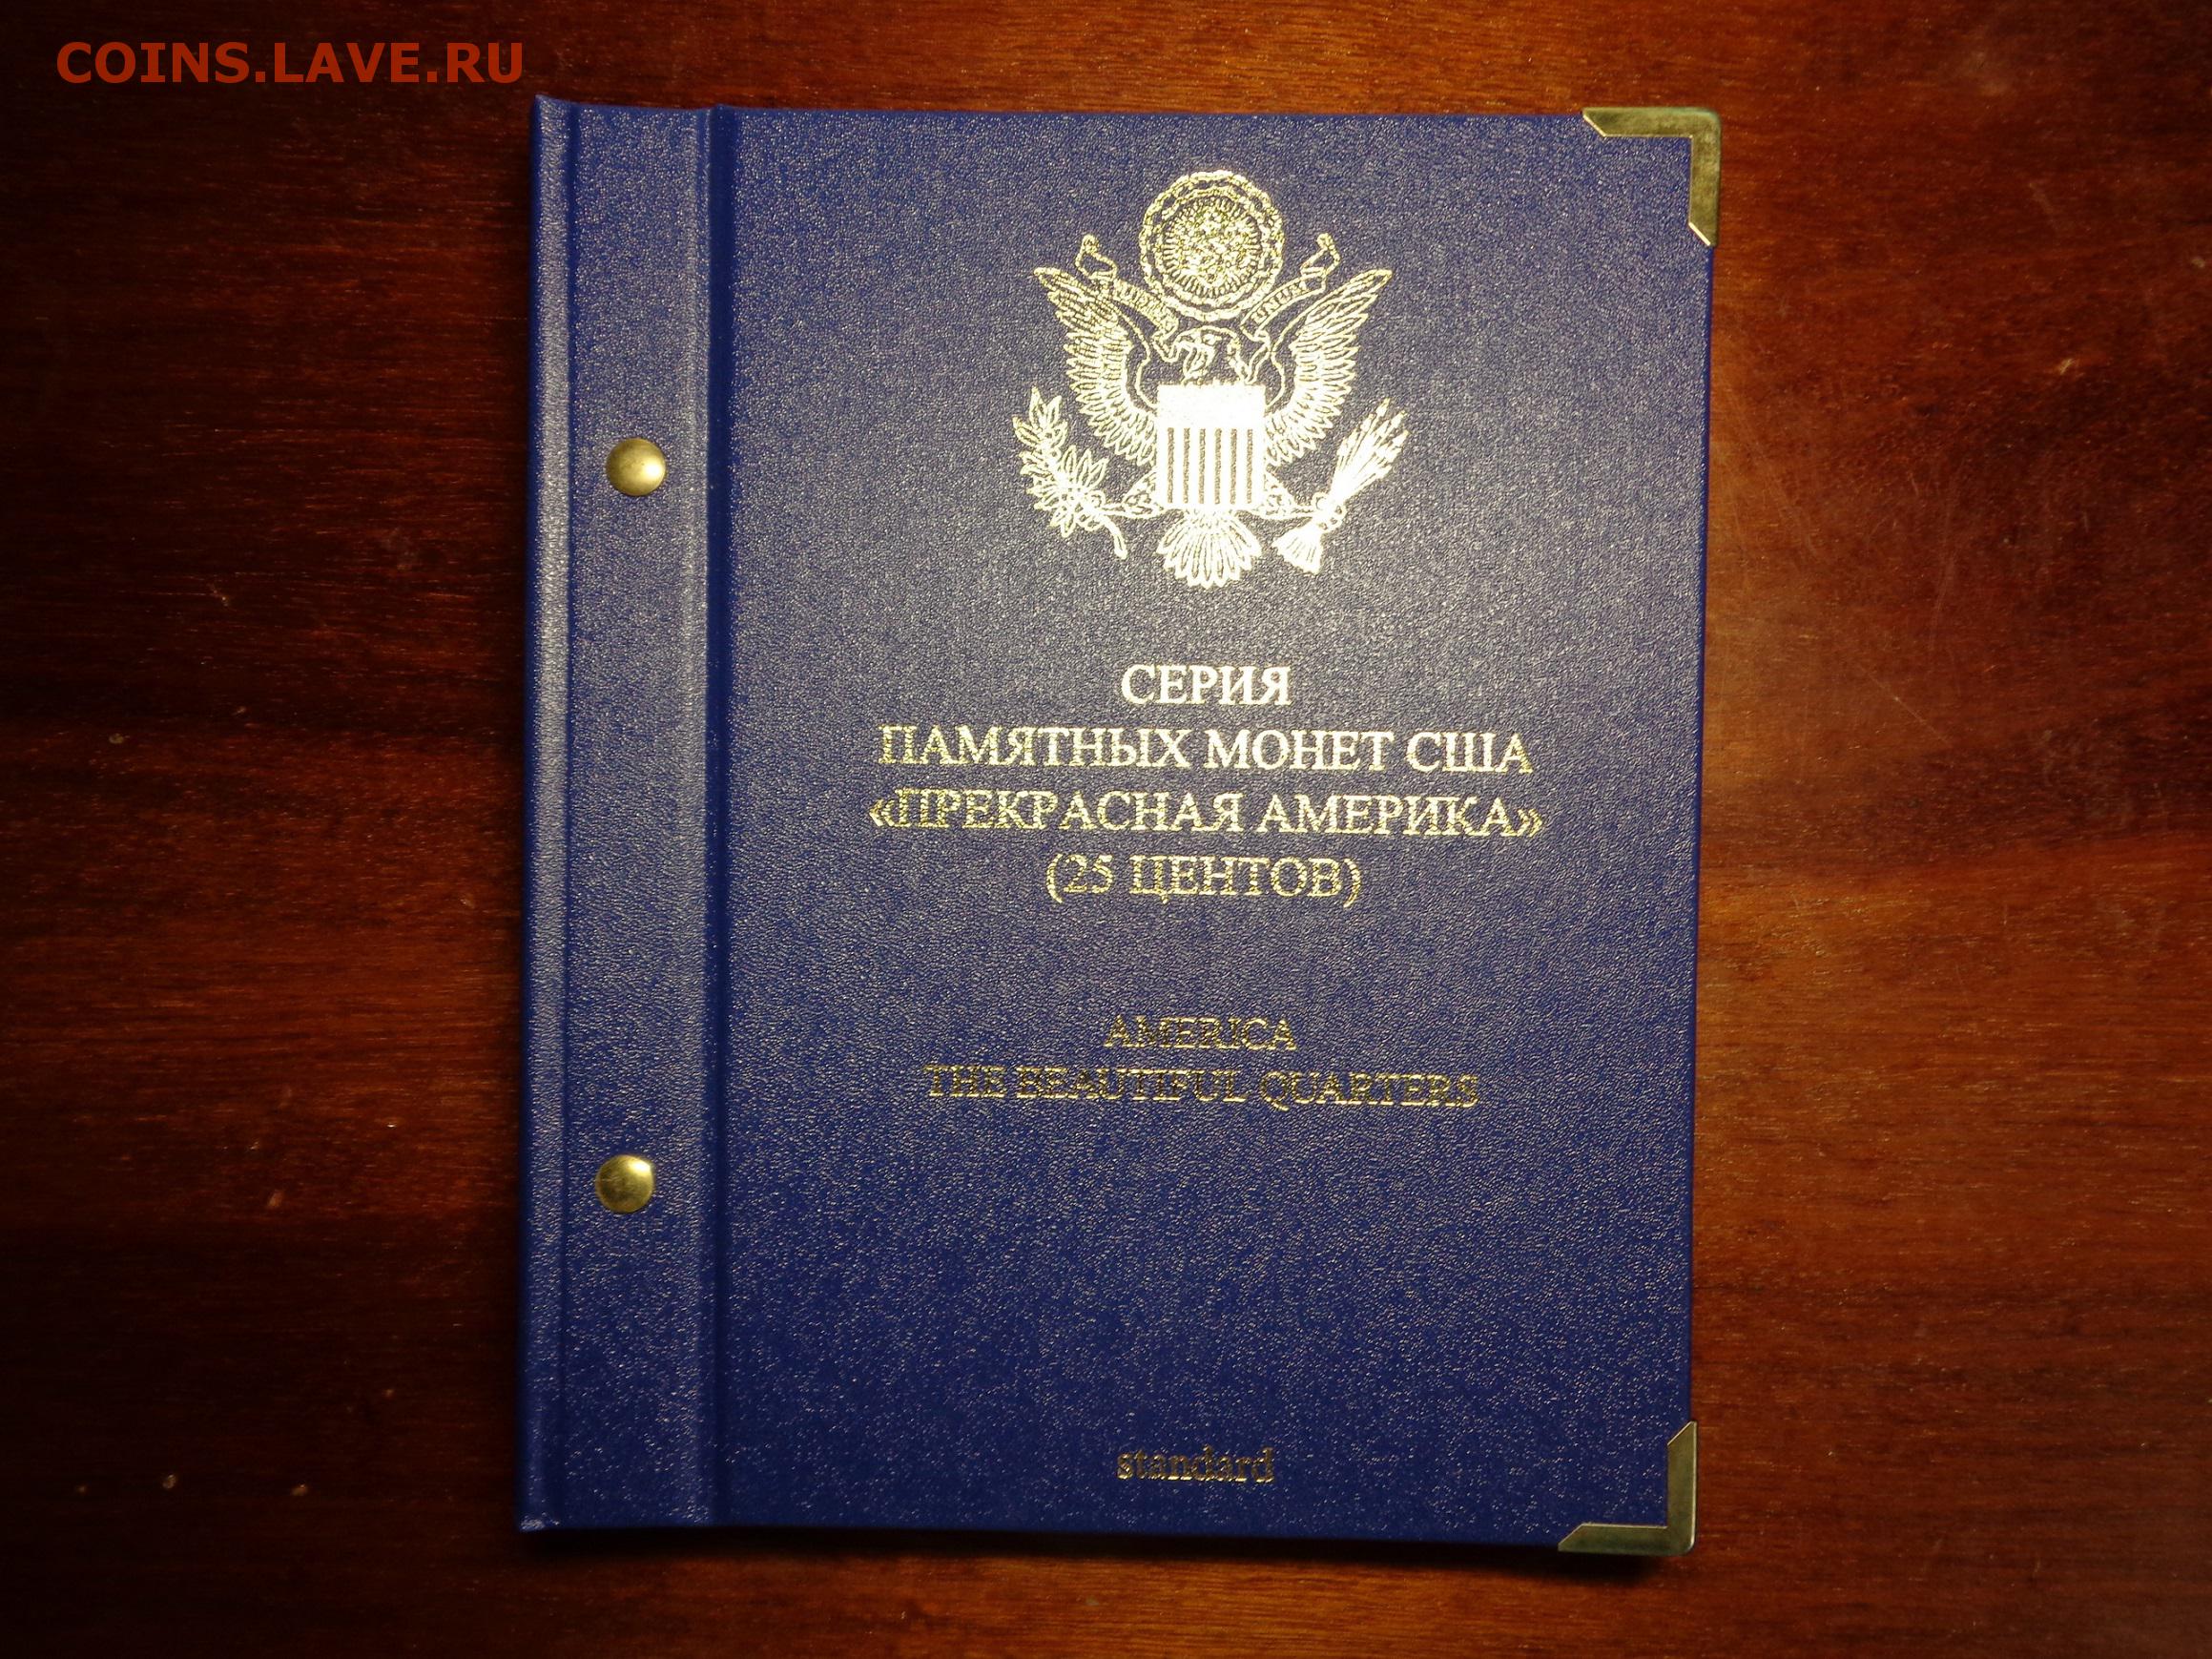 COINS.LAVE.RU
СЕРИЯ
ПАМЯТНЫХ МОНЕТ США
«ПРЕКРАСНАЯ АМЕРИКА»
(25 ЦЕНТОВ)
AMERICA
THE BEAUTIFUL QUARTERS
standard